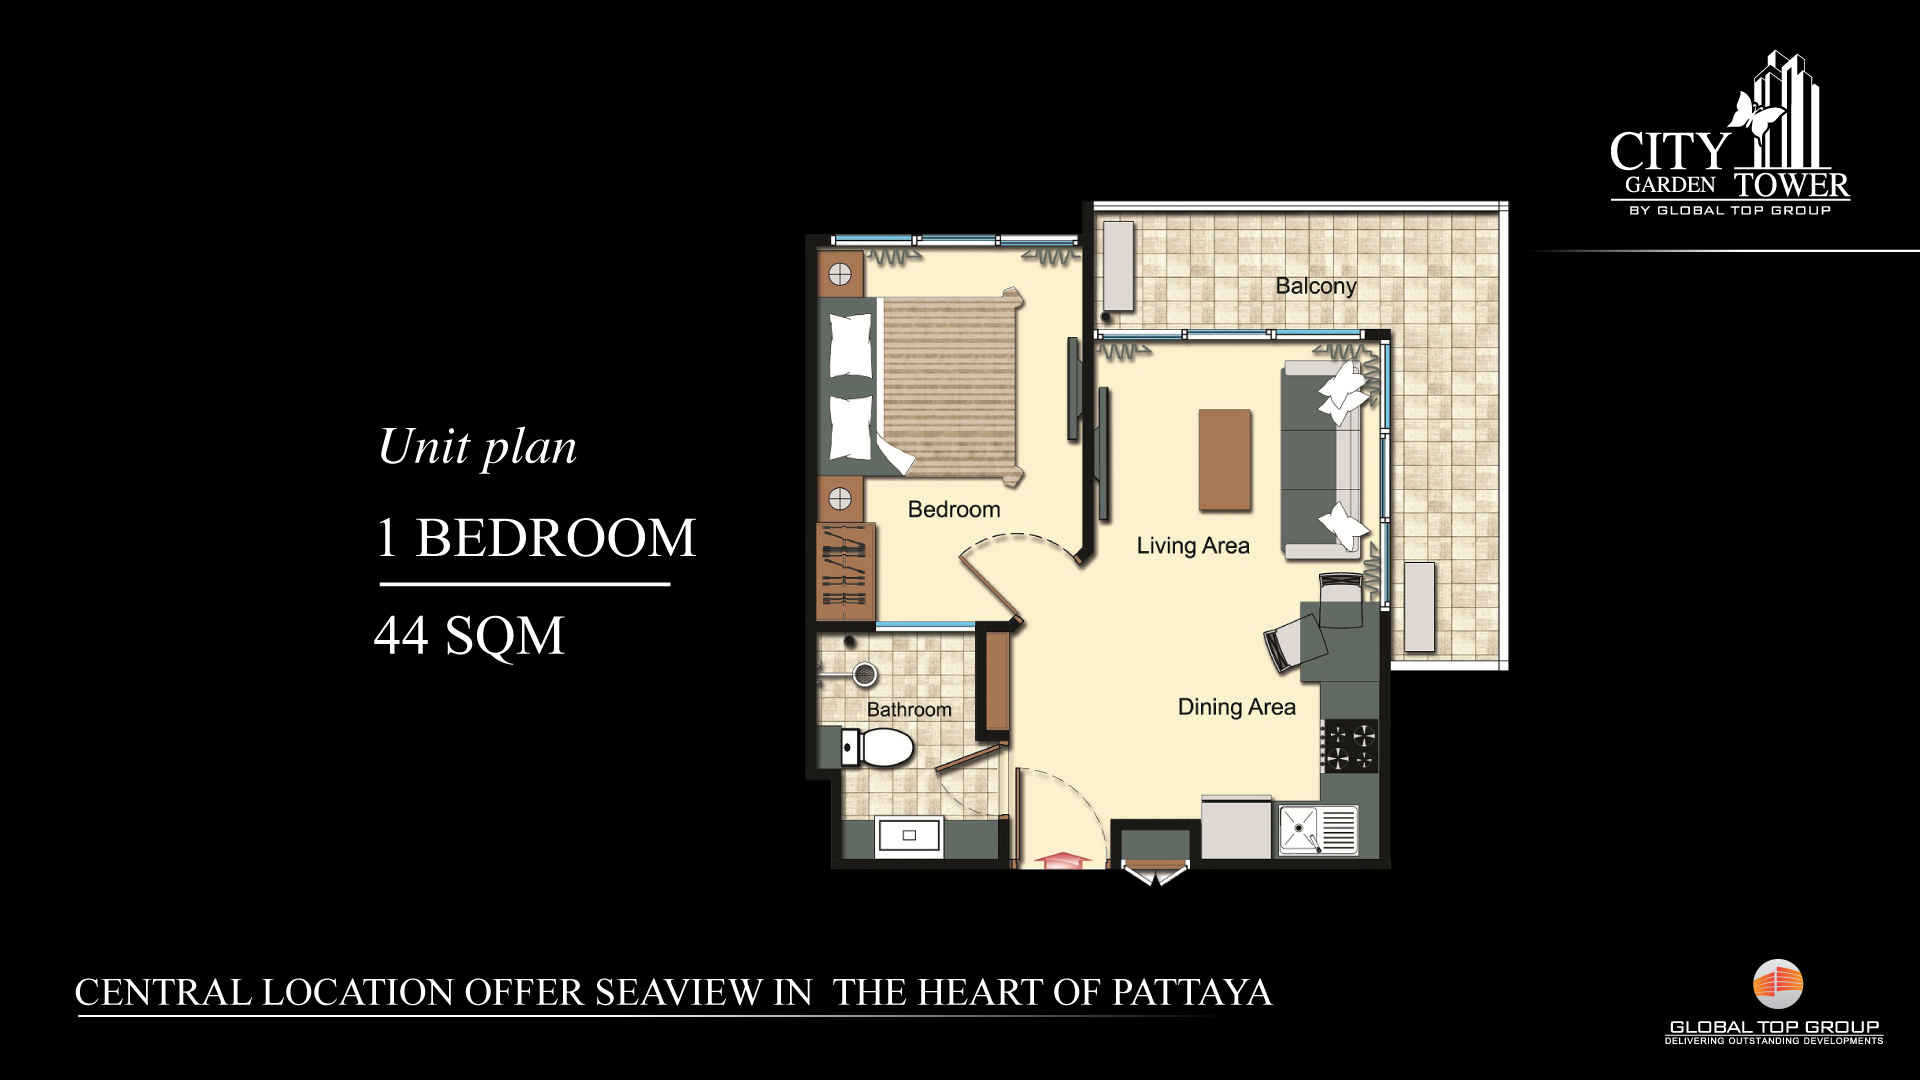 CITY
GARDEN TOWER
BY GLOBAL TOP GROUP
Balcony
Unit plan
1 BEDROOM
44 SQM
Bedroom
Living Area
Bathroom
Dining Area
CENTRAL LOCATION OFFER SEAVIEW IN  THE HEART OF PATTAYA
GLOBAL TOP GROUP
DELIVERING OUTSTANDING DEVELOPMENTS